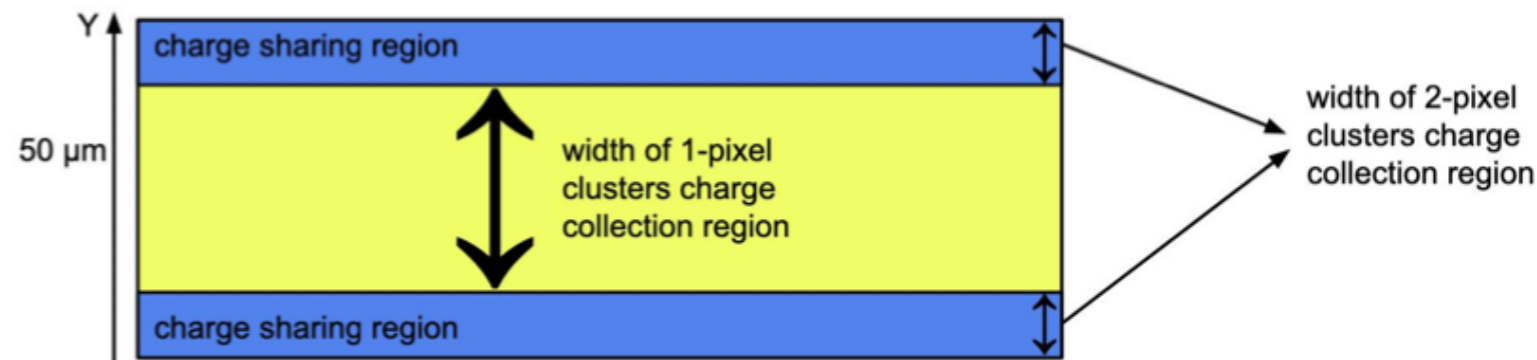 Y
charge sharing region
50 μm
width of 1-pixel
clusters charge
collection region
width of 2-pixel
clusters charge
collection region
charge sharing region